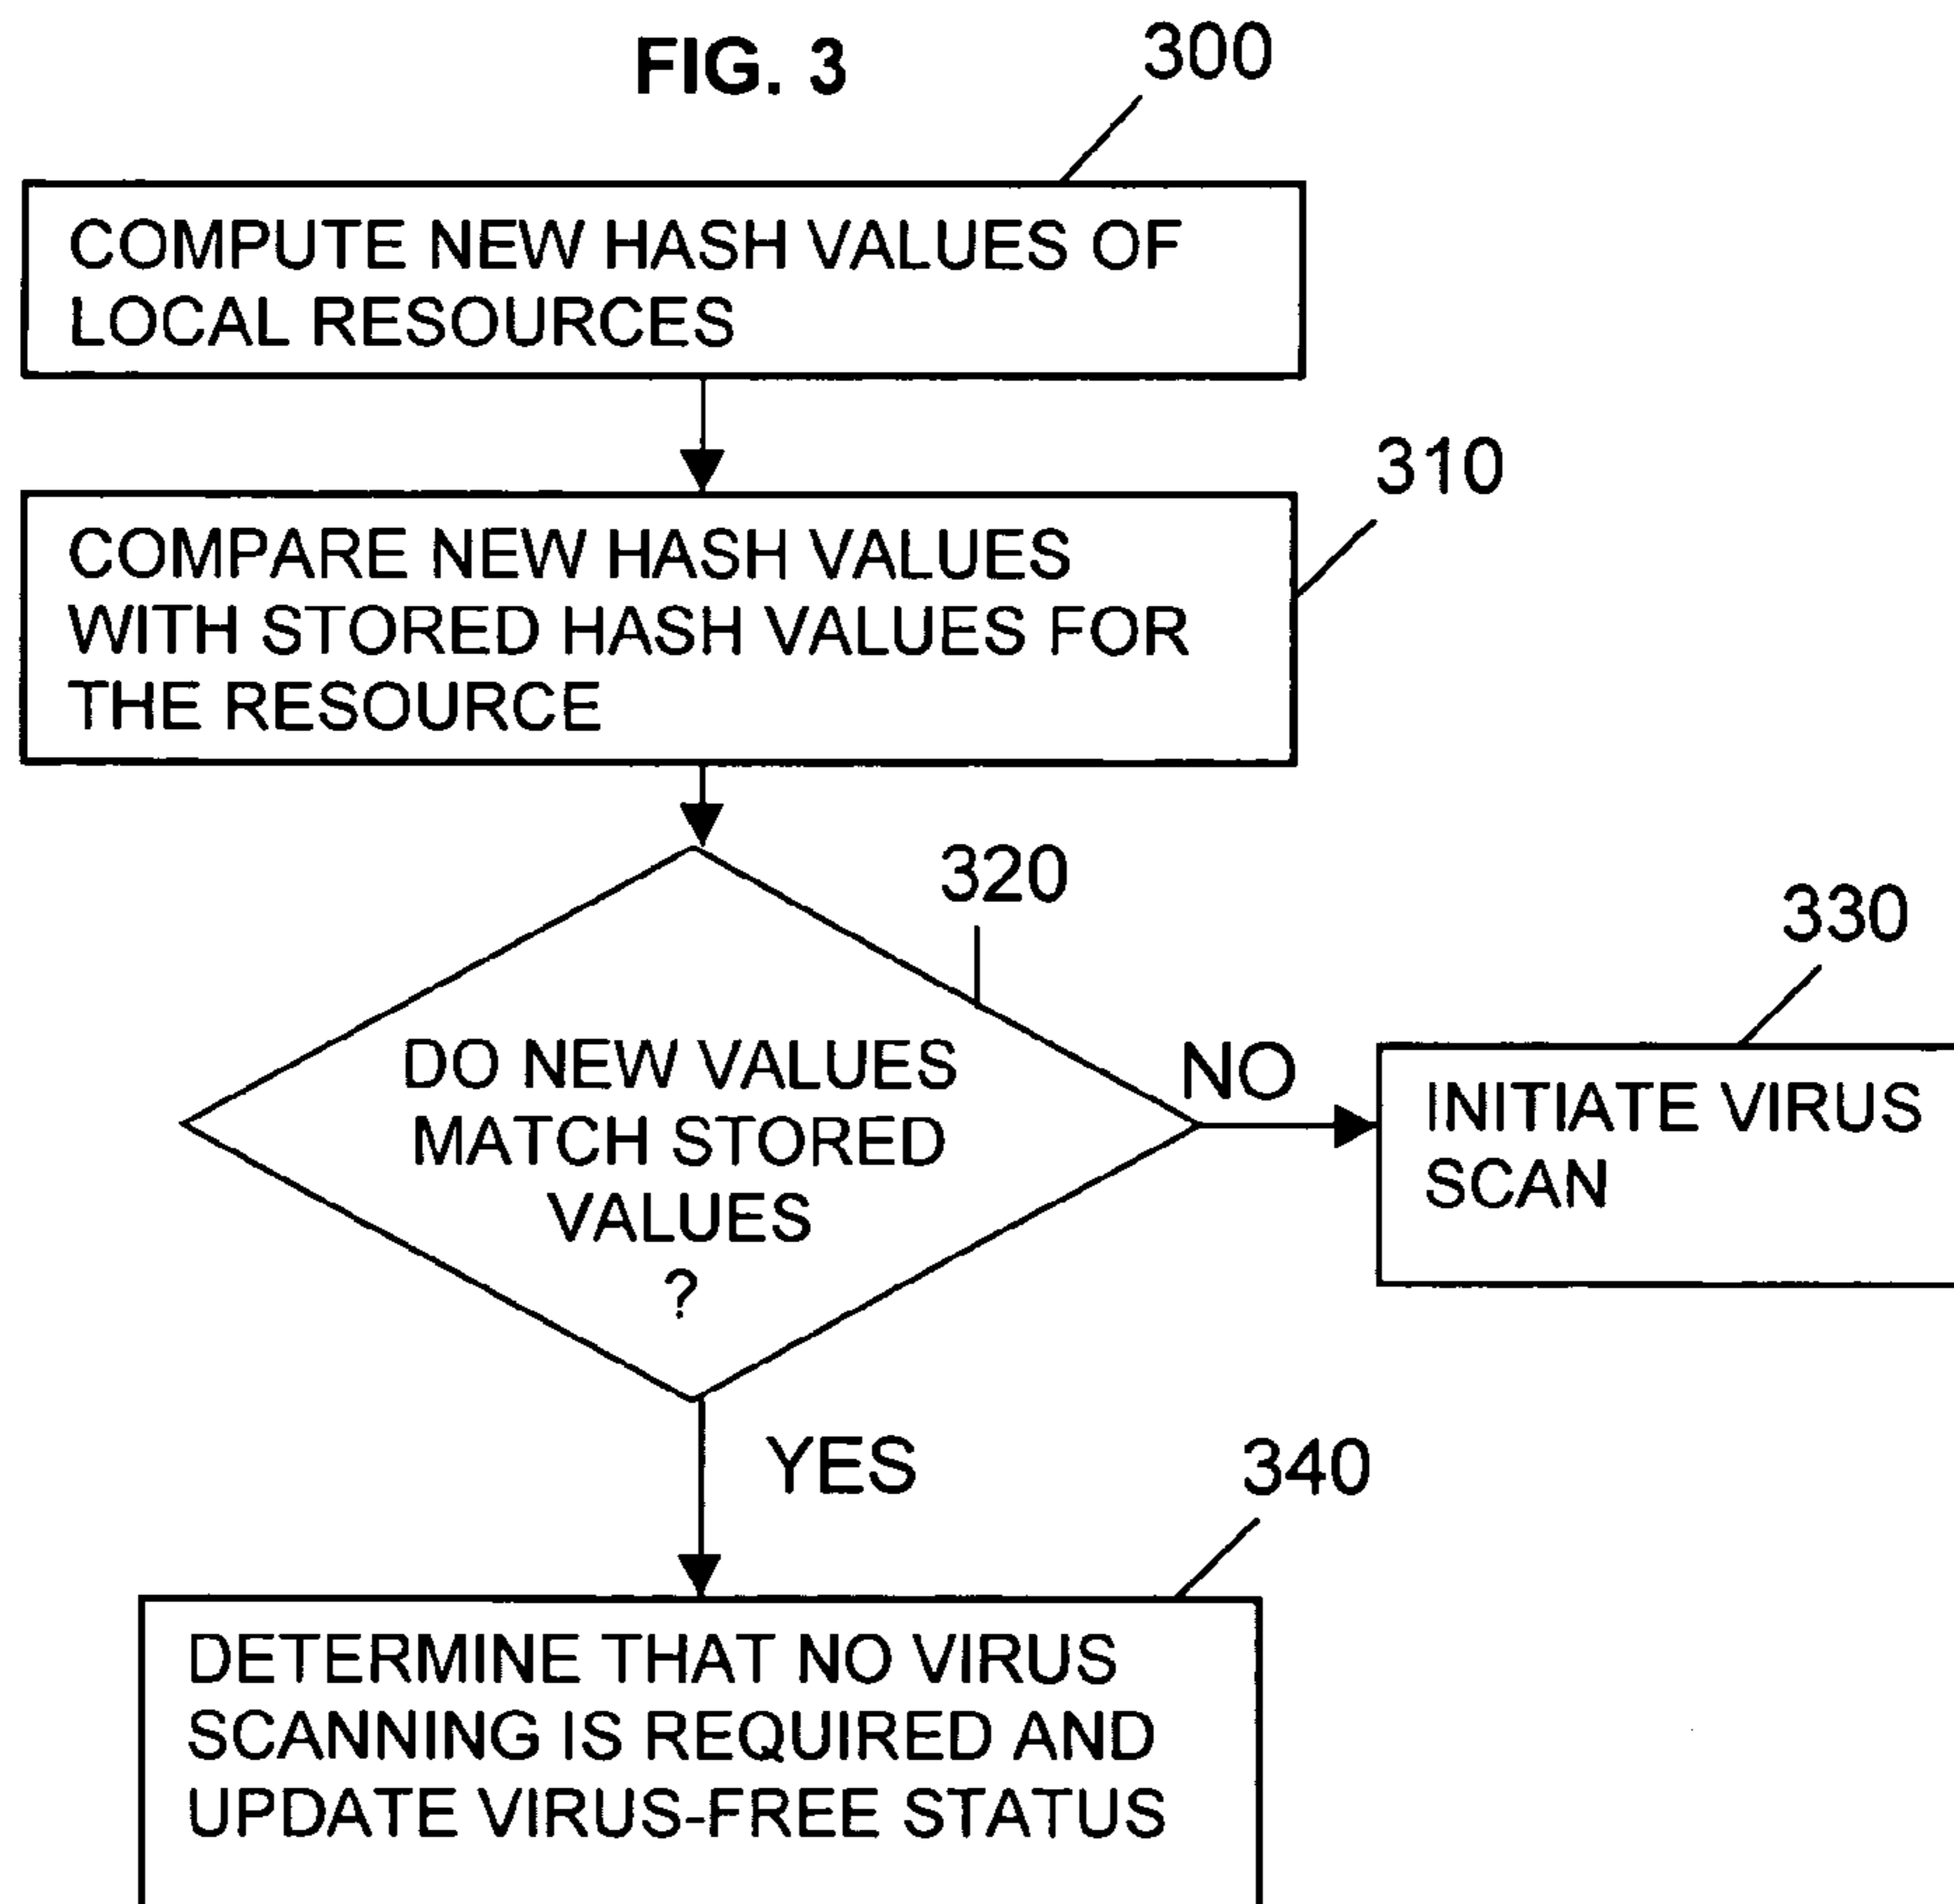 FIG. 3
300
COMPUTE NEW HASH VALUES OF
LOCAL RESOURCES
310
COMPARE NEW HASH VALUES
WITH STORED HASH VALUES FOR
THE RESOURCE
320
330
DO NEW VALUES
MATCH STORED
VALUES
?
NO
INITIATE VIRUS
SCAN
YES
340
DETERMINE THAT NO VIRUS
SCANNING IS REQUIRED AND
UPDATE VIRUS-FREE STATUS